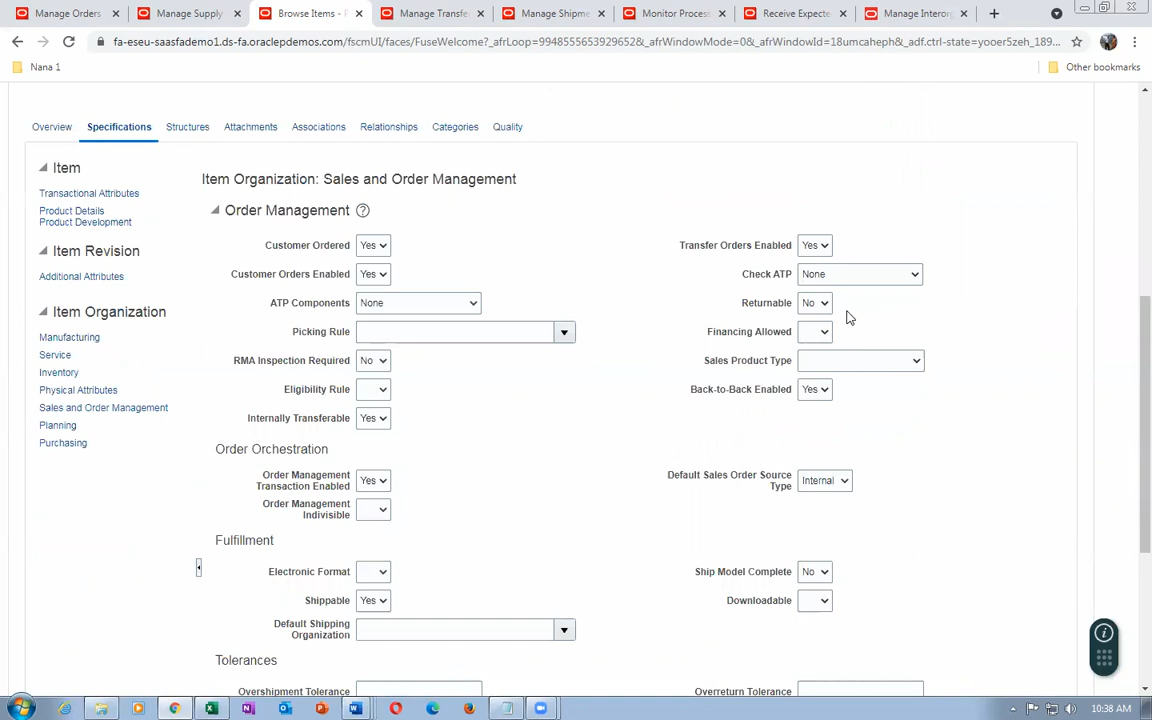 Manage Orders
Manage Supply
Browse Items - P
Manage Transfe
Manage Shipme
Monitor Process
Receive Expecte
Manage Interorg
fa-eseu-saasfademo1.ds-fa.oraclepdemos.com/fscmUI/faces/FuseWelcome?_afrLoop=9948555653929652&_afrWindowMode=0&_afrWindowId=18umcaheph&_adf.ctrl-state=yooer5zeh_189...
Nana 1
Other bookmarks
Overview
Specifications
Structures
Attachments
Associations
Relationships
Categories
Quality
Item
Transactional Attributes
Product Details
Product Development
Item Revision
Additional Attributes
Item Organization
Manufacturing
Service
Inventory
Physical Attributes
Sales and Order Management
Planning
Purchasing
Item Organization: Sales and Order Management
Order Management
Customer Ordered Yes
Transfer Orders Enabled Yes
Customer Orders Enabled Yes
Check ATP None
ATP Components None
Returnable No
Picking Rule
Financing Allowed
RMA Inspection Required No
Sales Product Type
Eligibility Rule
Back-to-Back Enabled Yes
Internally Transferable Yes
Order Orchestration
Order Management
Transaction Enabled Yes
Default Sales Order Source
Type Internal
Order Management
Indivisible
Fulfillment
Electronic Format
Ship Model Complete No
Shippable Yes
Downloadable
Default Shipping
Organization
Tolerances
Overshipment Tolerance
Overreturn Tolerance
10:38 AM